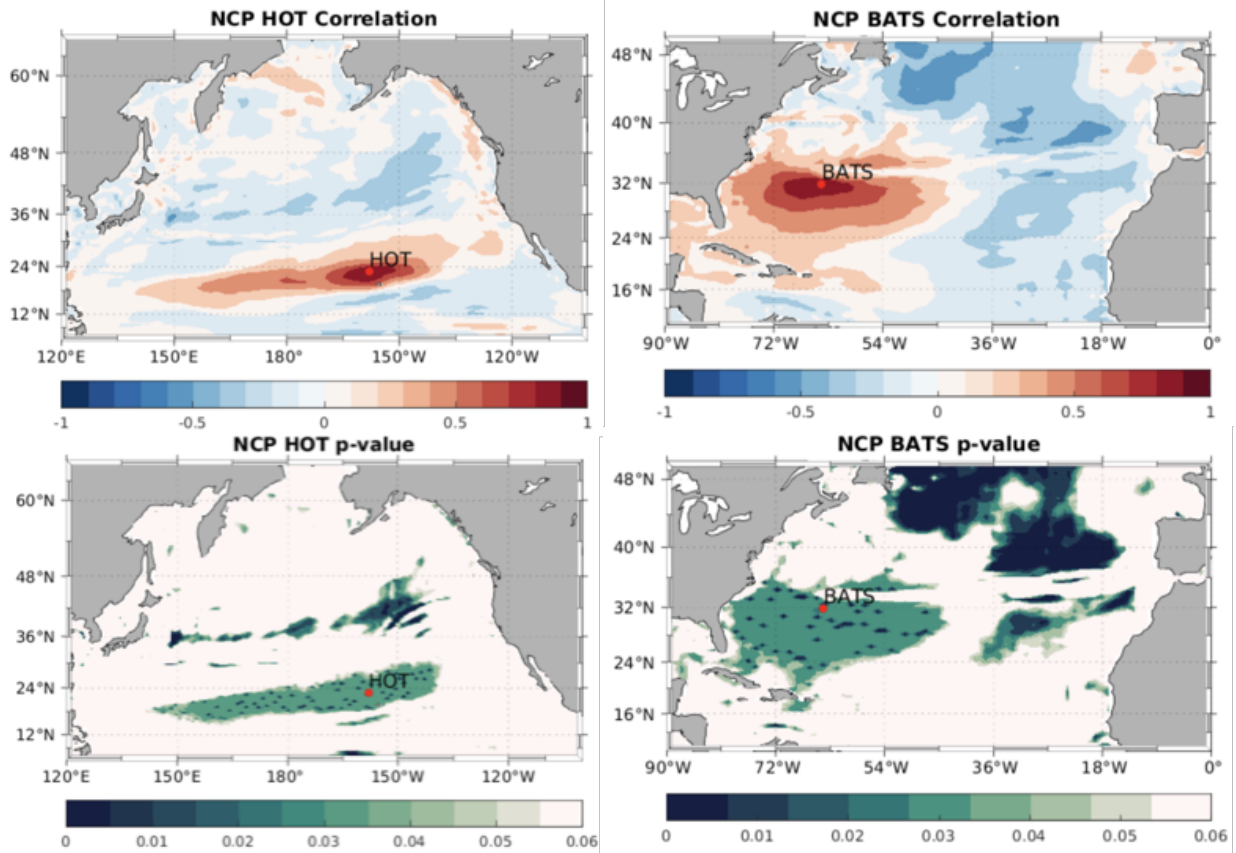 NCP HOT Correlation
60°N
48°N
36°N
24°N
12°N
HOT
120°E 150°E 180° 150°W 120°W
-1 -0.5 0 0.5 1
NCP BATS Correlation
48°N
40°N
32°N
24°N
16°N
BATS
90°W 72°W 54°W 36°W 18°W 0°
-1 -0.5 0 0.5 1
NCP HOT p-value
60°N
48°N
36°N
24°N
12°N
HOT
120°E 150°E 180° 150°W 120°W
0 0.01 0.02 0.03 0.04 0.05 0.06
NCP BATS p-value
48°N
40°N
32°N
24°N
16°N
BATS
90°W 72°W 54°W 36°W 18°W 0°
0 0.01 0.02 0.03 0.04 0.05 0.06